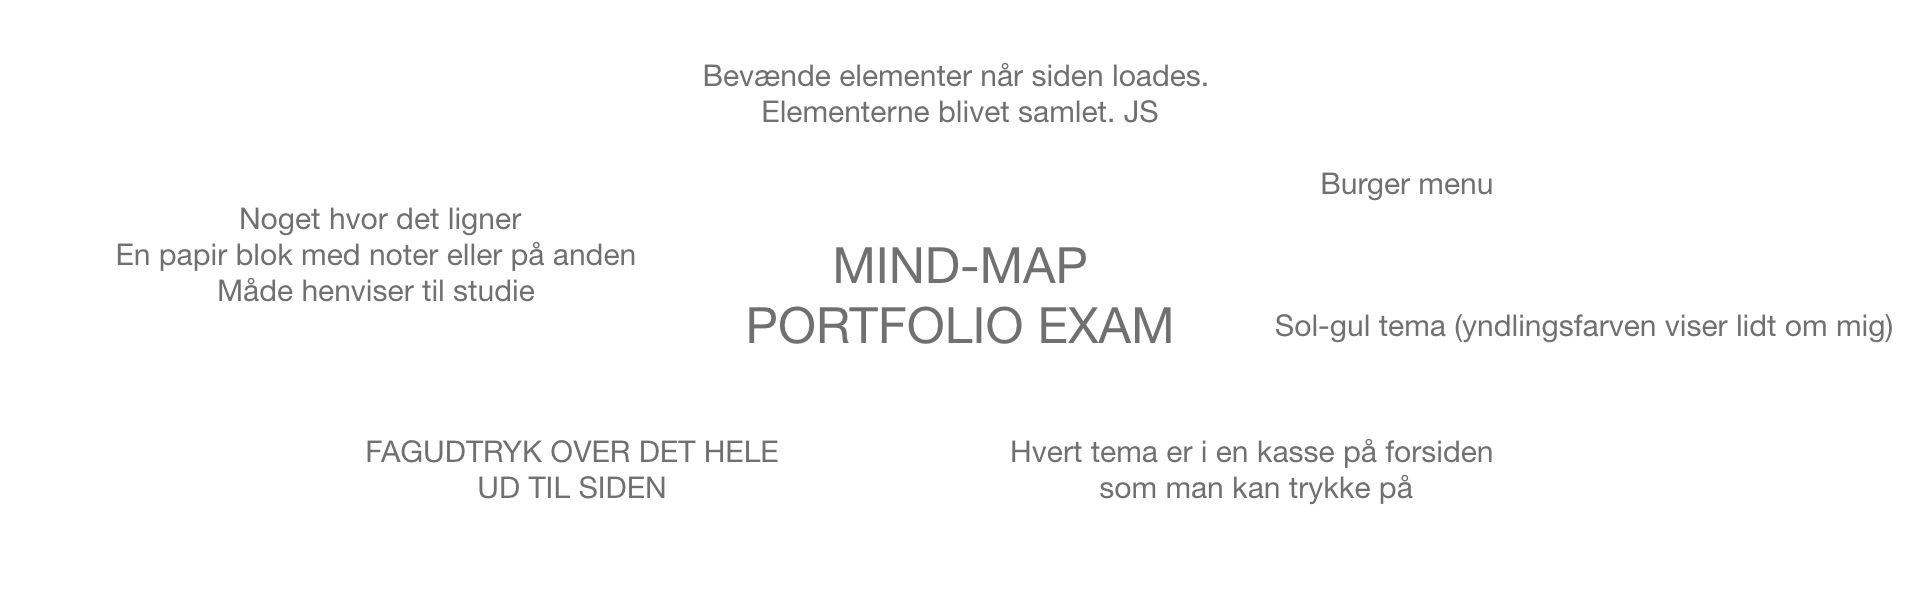 Bevænde elementer når siden loades.
Elementerne blivet samlet. JS
Burger menu
Noget hvor det ligner
En papir blok med noter eller på anden
Måde henviser til studie
MIND-MAP
PORTFOLIO EXAM
Sol-gul tema (yndlingsfarven viser lidt om mig)
FAGUDTRYK OVER DET HELE
UD TIL SIDEN
Hvert tema er i en kasse på forsiden
som man kan trykke på